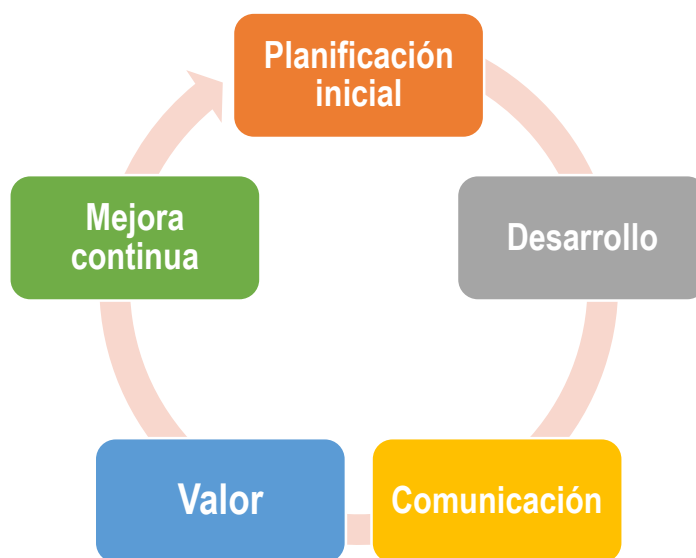 Planificación
inicial
Desarrollo
Comunicación
Valor
Mejora
continua